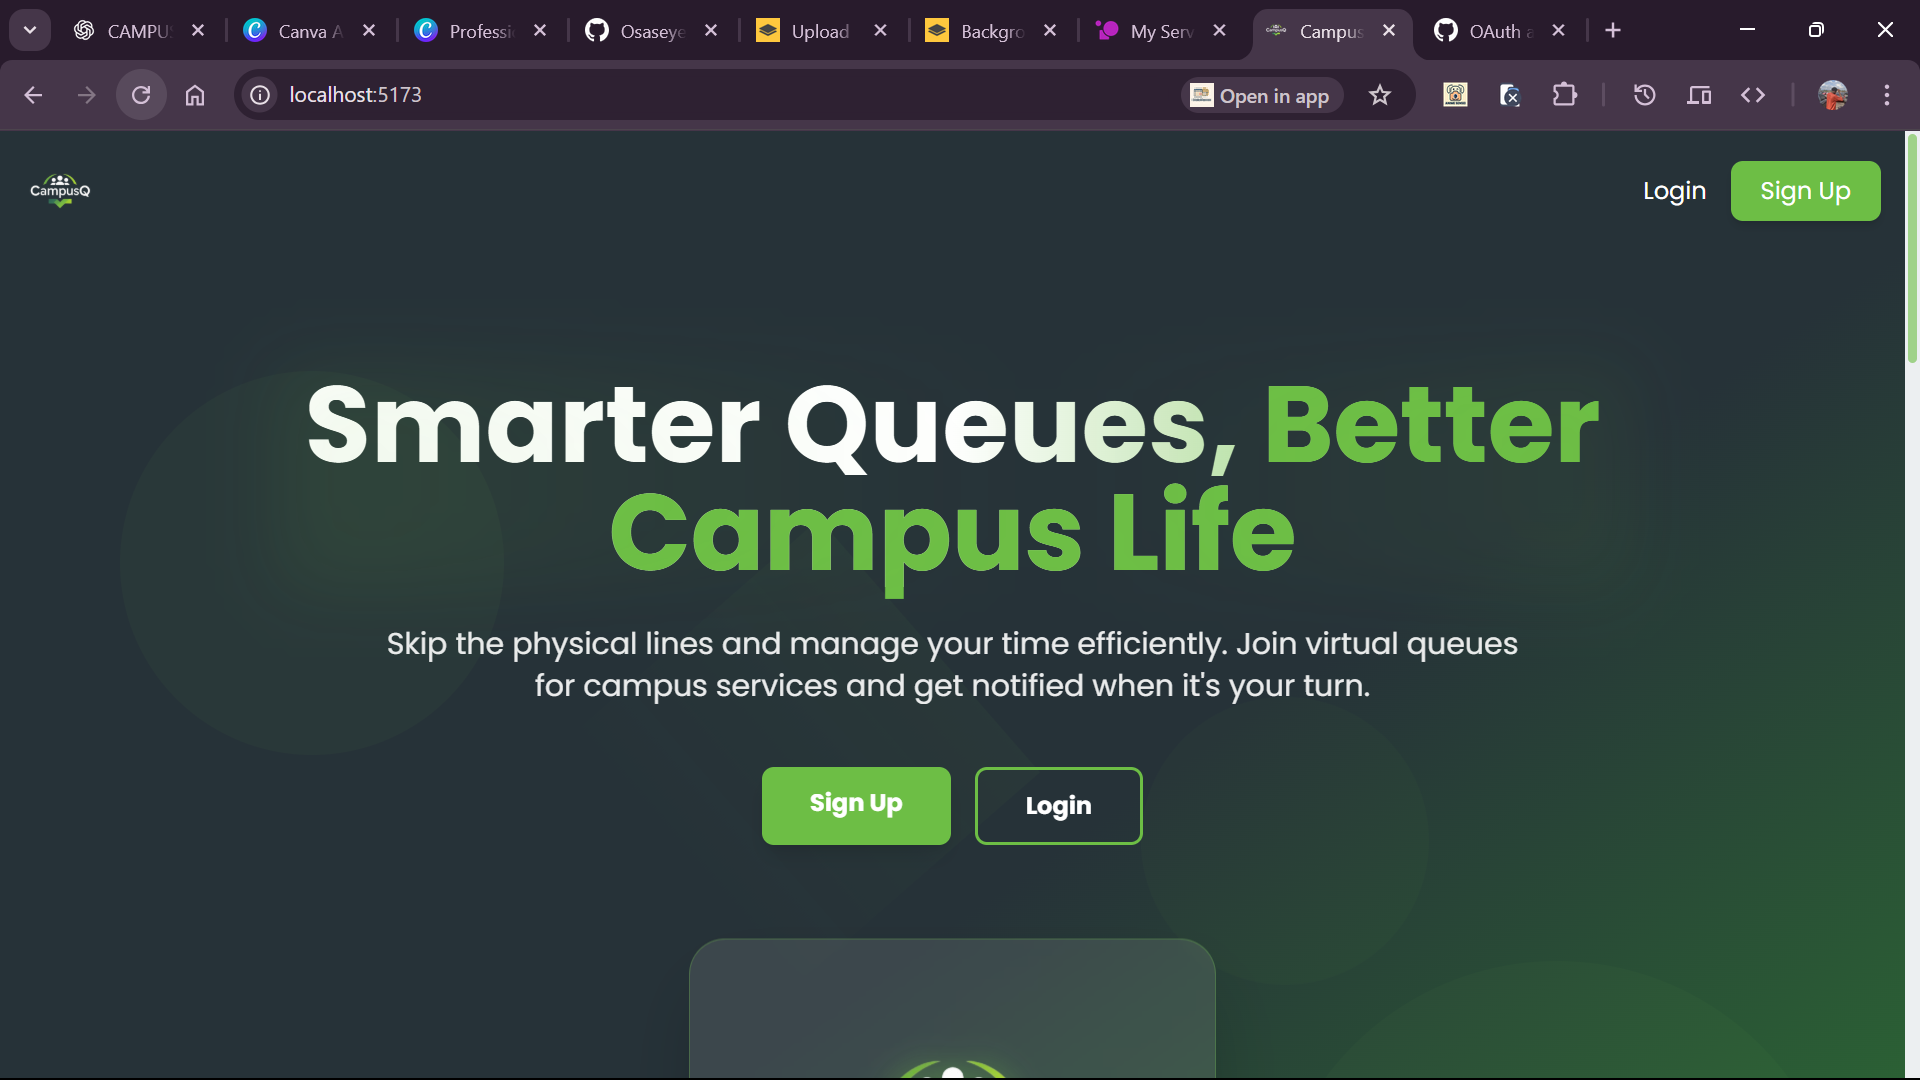 CAMPUS
Canva A
Professi
Osaseye
Upload
Backgro
My Serv
Campus
OAuth a
localhost:5173
Open in app
CampusQ
Login
Sign Up
Smarter Queues, Better
Campus Life
Skip the physical lines and manage your time efficiently. Join virtual queues
for campus services and get notified when it's your turn.
Sign Up
Login